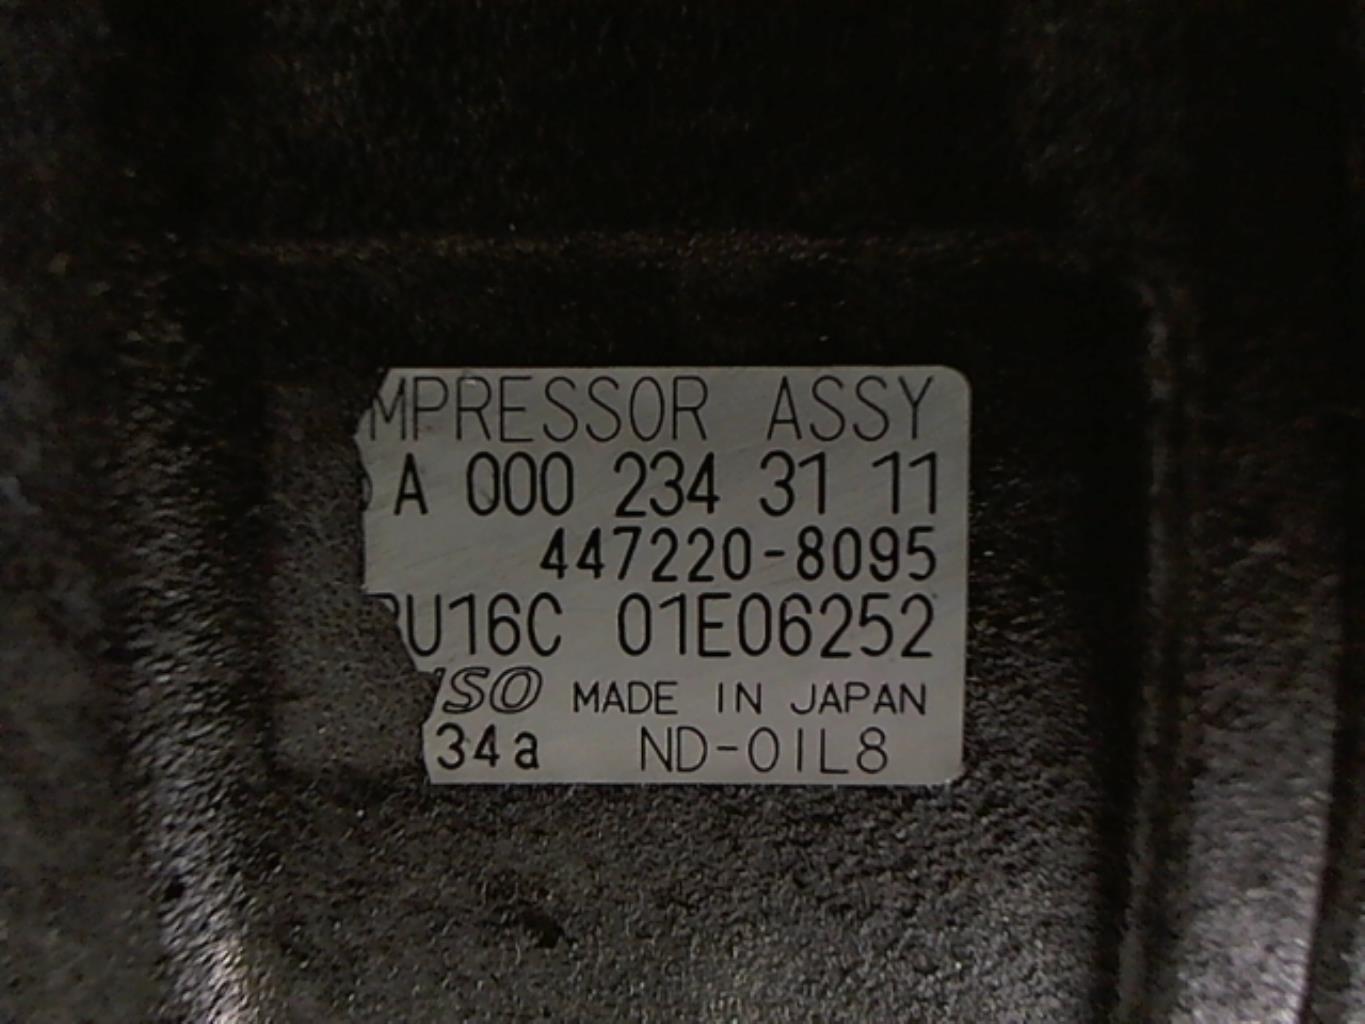 MPRESSOR ASSY
A 000 234 31 11
447220-8095
U16C 01E06252
SO MADE IN JAPAN
34a ND-OIL8